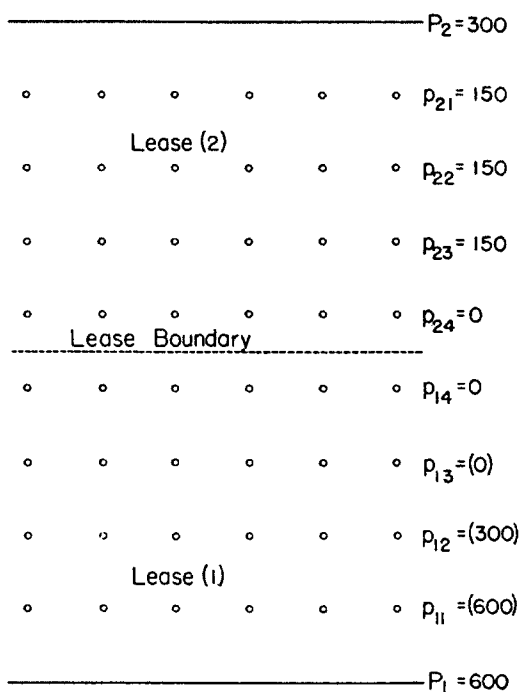 P2 = 300
p21 = 150
Lease (2)
p22 = 150
p23 = 150
p24 = 0
Lease Boundary
p14 = 0
p13 = (0)
p12 = (300)
Lease (1)
p11 = (600)
P1 = 600